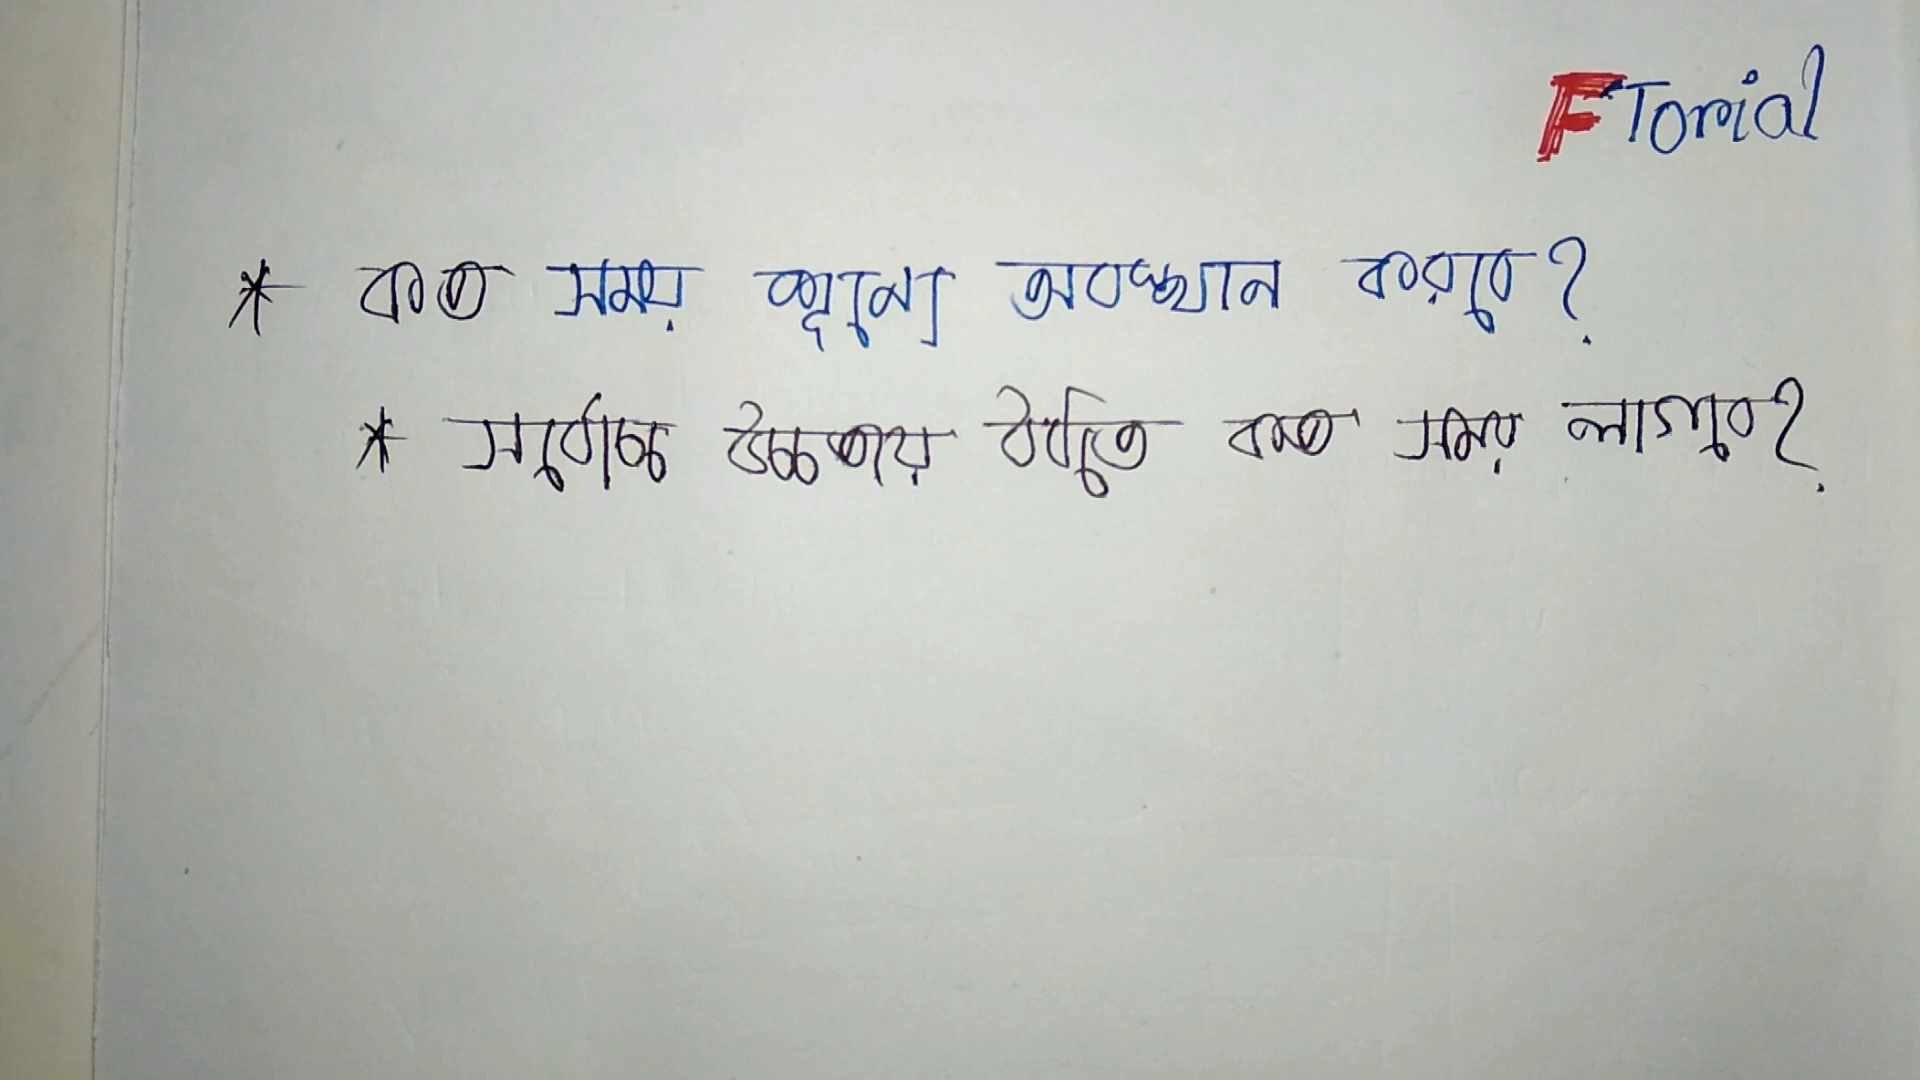 FTorial
* কত সময় শূন্যে অবস্থান করবে?
* সর্বোচ্চ উচ্চতায় উঠতে কত সময় লাগবে?